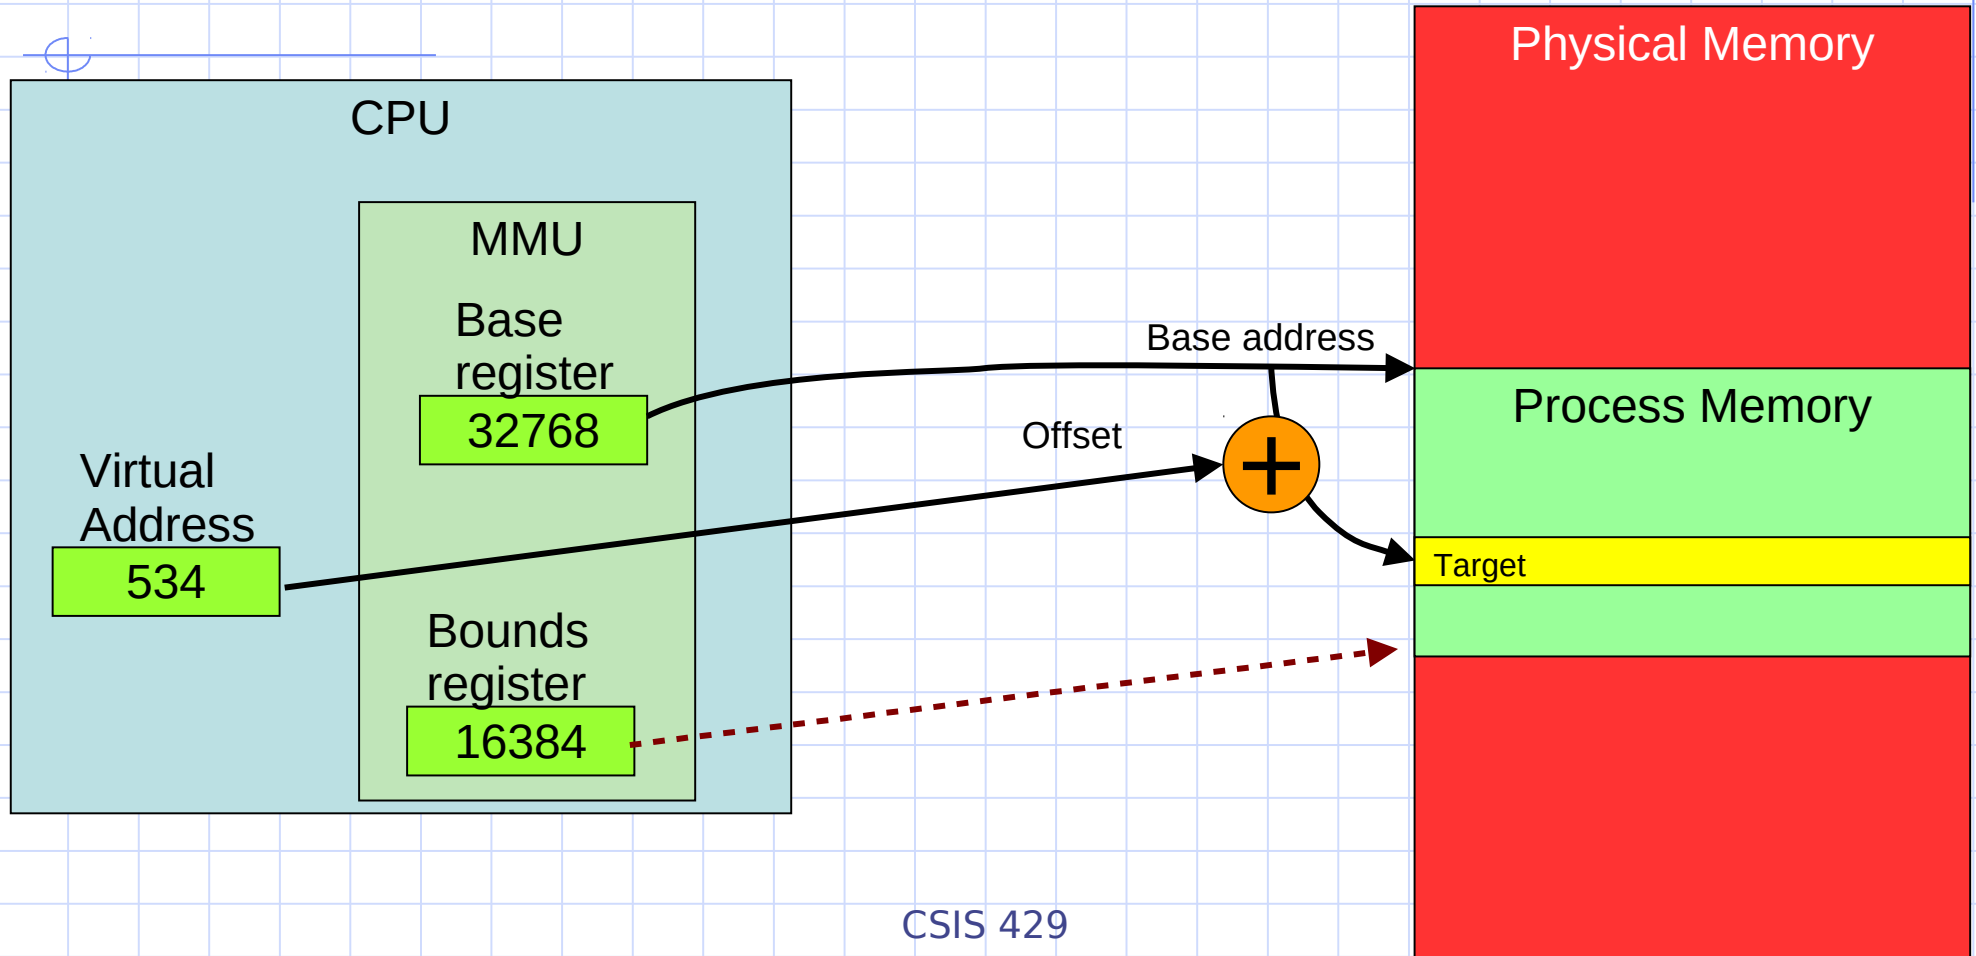 Physical Memory
CPU
MMU
Base
register
32768
Base address
Process Memory
Offset
Virtual
Address
534
+
Target
Bounds
register
16384
CSIS 429